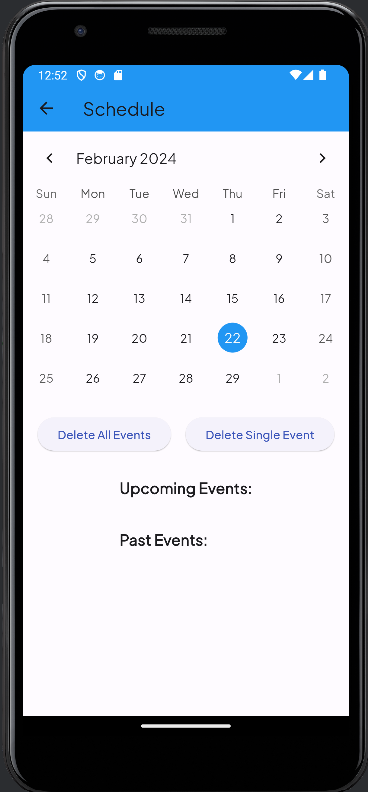 12:52
Schedule
February 2024
Sun Mon Tue Wed Thu Fri Sat
28 29 30 31 1 2 3
4 5 6 7 8 9 10
11 12 13 14 15 16 17
18 19 20 21 22 23 24
25 26 27 28 29 1 2
Delete All Events Delete Single Event
Upcoming Events:
Past Events: